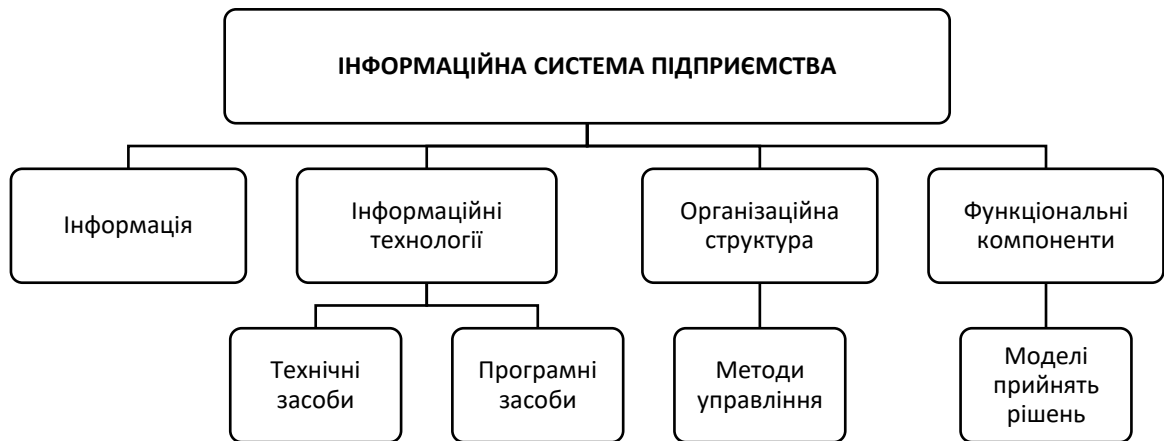 ІНФОРМАЦІЙНА СИСТЕМА ПІДПРИЄМСТВА
Інформація
Інформаційні
технології
Організаційна
структура
Функціональні
компоненти
Технічні
засоби
Програмні
засоби
Методи
управління
Моделі
прийнять
рішень